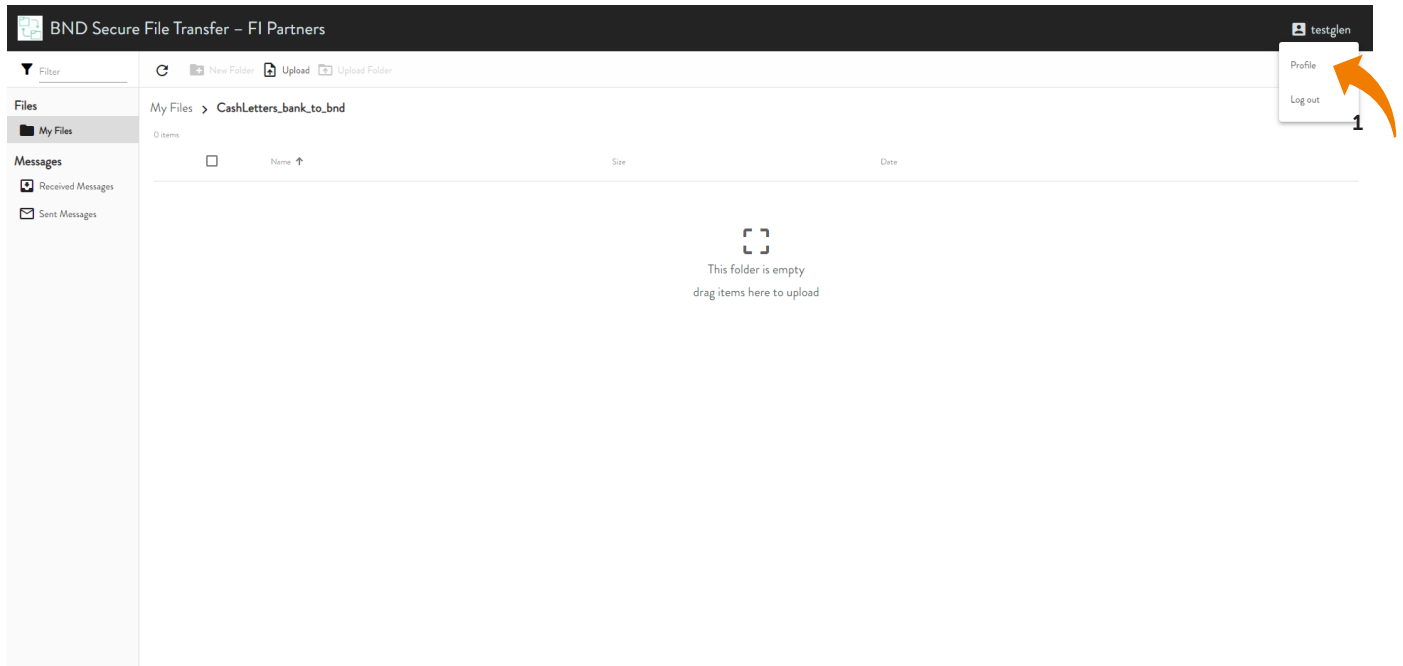 BND Secure File Transfer – FI Partners
testglen
Filter
New Folder Upload Upload Folder
Profile
Log out
1
Files
My Files
Messages
Received Messages
Sent Messages
My Files > CashLetters_bank_to_bnd
0 items
Name Size Date
This folder is empty
drag items here to upload